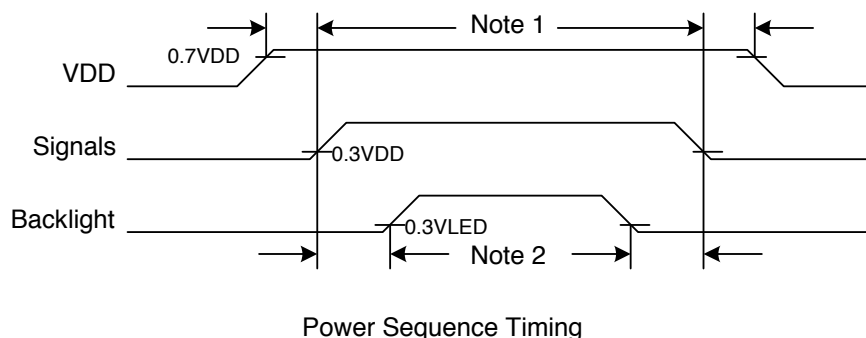 Note 1
0.7VDD
VDD
Signals
0.3VDD
Backlight
0.3VLED
Note 2
Power Sequence Timing